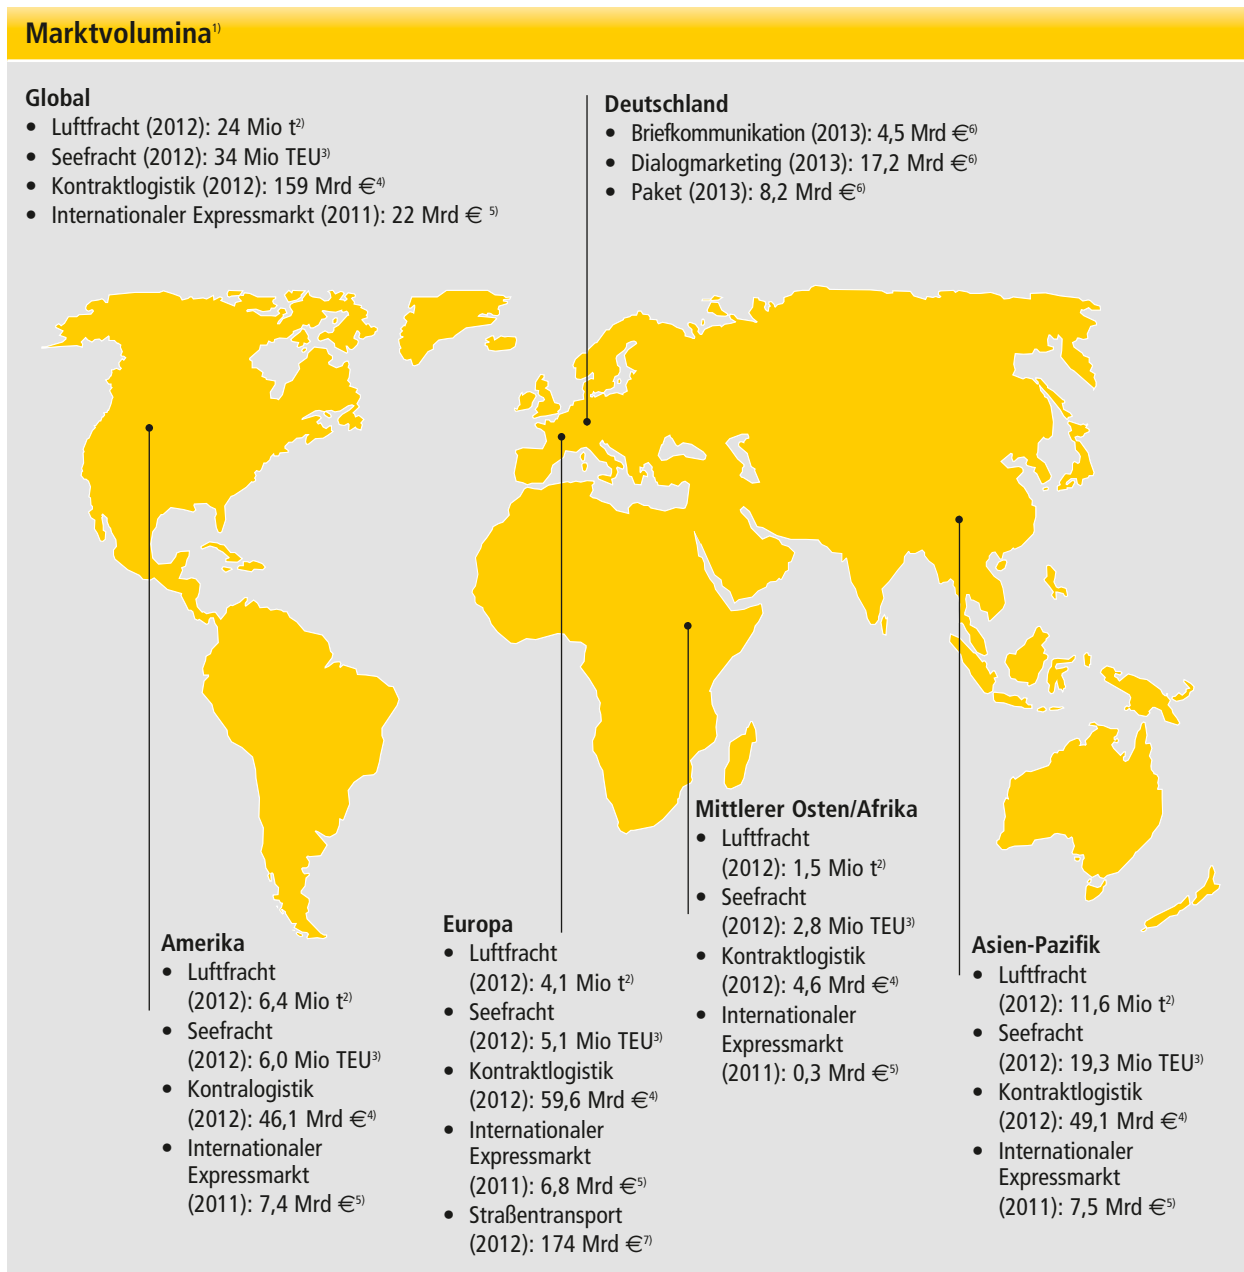 Marktvolumina1)
Global
• Luftfracht (2012): 24 Mio t2)
• Seefracht (2012): 34 Mio TEU3)
• Kontraktlogistik (2012): 159 Mrd €4)
• Internationaler Expressmarkt (2011): 22 Mrd € 5)
Deutschland
• Briefkommunikation (2013): 4,5 Mrd €6)
• Dialogmarketing (2013): 17,2 Mrd €6)
• Paket (2013): 8,2 Mrd €6)
Amerika
• Luftfracht
(2012): 6,4 Mio t2)
• Seefracht
(2012): 6,0 Mio TEU3)
• Kontralogistik
(2012): 46,1 Mrd €4)
• Internationaler
Expressmarkt
(2011): 7,4 Mrd €5)
Europa
• Luftfracht
(2012): 4,1 Mio t2)
• Seefracht
(2012): 5,1 Mio TEU3)
• Kontraktlogistik
(2012): 59,6 Mrd €4)
• Internationaler
Expressmarkt
(2011): 6,8 Mrd €5)
• Straßentransport
(2012): 174 Mrd €7)
Mittlerer Osten/Afrika
• Luftfracht
(2012): 1,5 Mio t2)
• Seefracht
(2012): 2,8 Mio TEU3)
• Kontraktlogistik
(2012): 4,6 Mrd €4)
• Internationaler
Expressmarkt
(2011): 0,3 Mrd €5)
Asien-Pazifik
• Luftfracht
(2012): 11,6 Mio t2)
• Seefracht
(2012): 19,3 Mio TEU3)
• Kontraktlogistik
(2012): 49,1 Mrd €4)
• Internationaler
Expressmarkt
(2011): 7,5 Mrd €5)